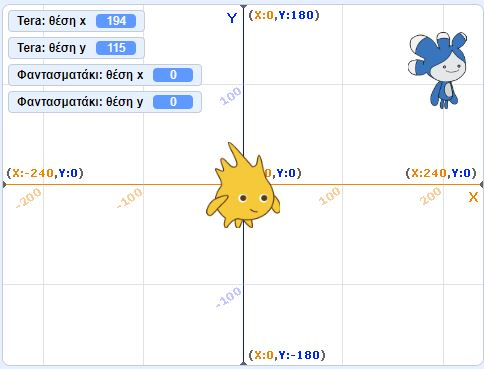 Tera: θέση x 194
Tera: θέση y 115
Φαντασματάκι: θέση x 0
Φαντασματάκι: θέση y 0
Y (X:0,Y:180)
100
(X:-240,Y:0) 0,Y:0) (X:240,Y:0)
-200 -100 100 200 X
-100
(X:0,Y:-180)